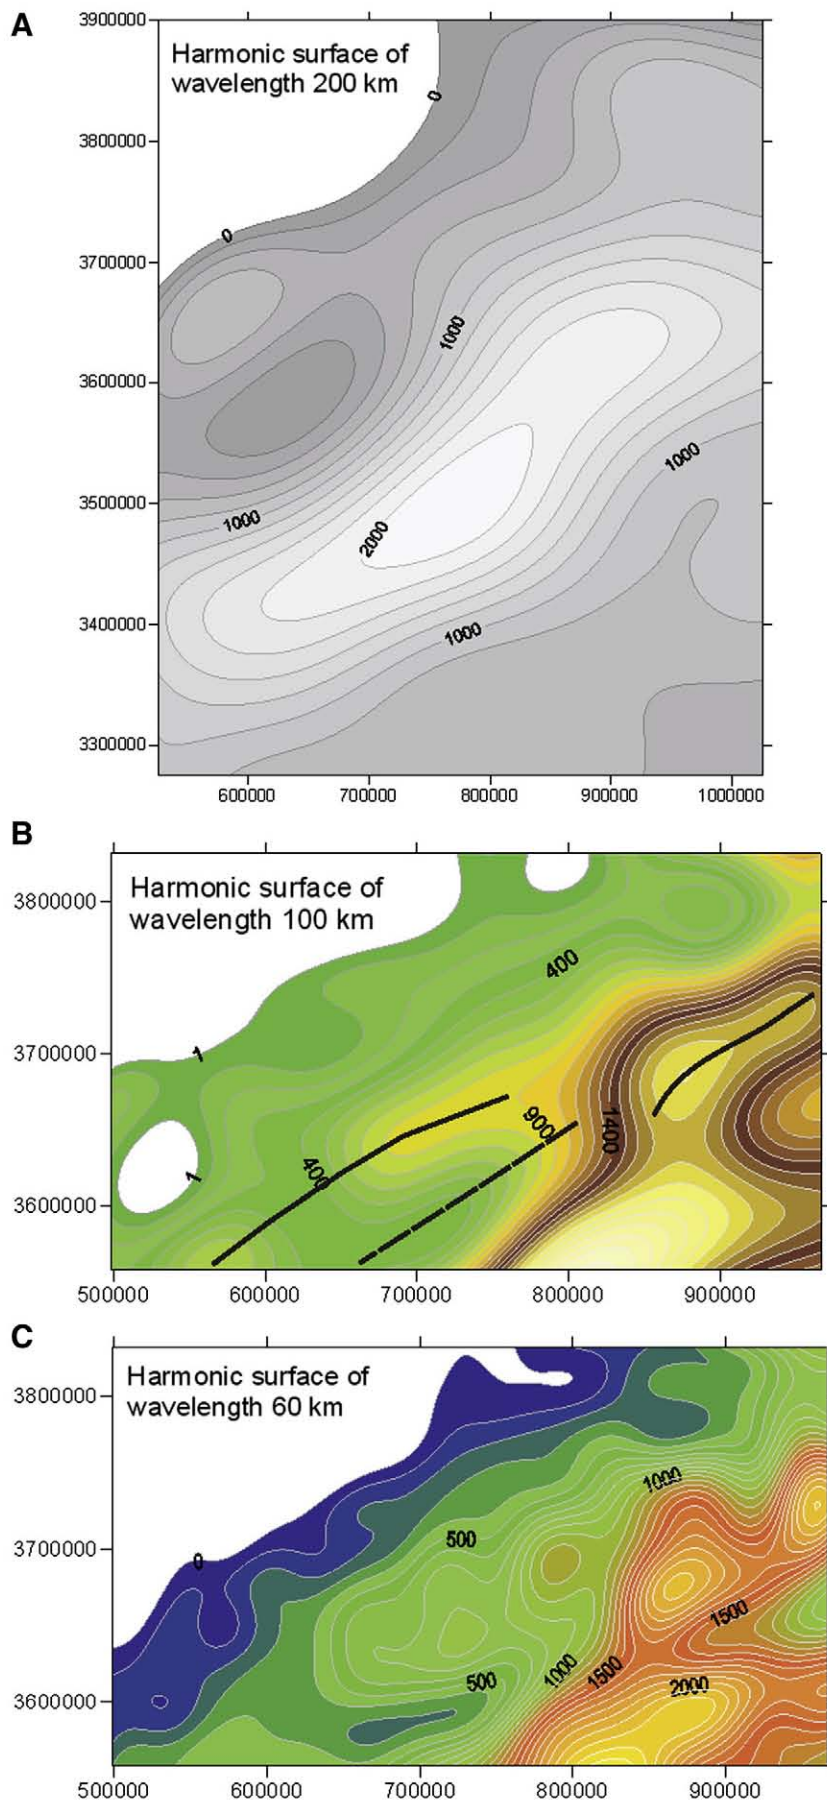 A
Harmonic surface of
wavelength 200 km
3900000
3800000
3700000
3600000
3500000
3400000
3300000
0
0
1000
1000
1000
2000
1000
600000 700000 800000 900000 1000000
B
Harmonic surface of
wavelength 100 km
3800000
3700000
3600000
400
1
900
1400
400
1
500000 600000 700000 800000 900000
C
Harmonic surface of
wavelength 60 km
3800000
3700000
3600000
1000
500
0
1500
500
1000
1500
2000
500000 600000 700000 800000 900000